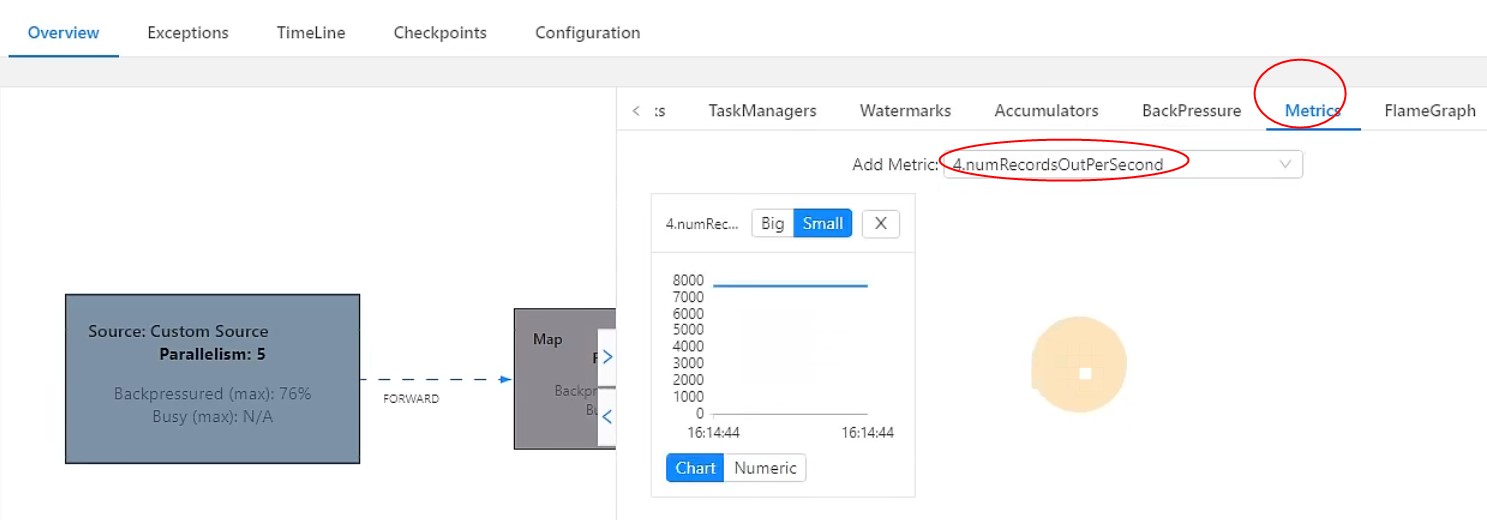 Overview Exceptions TimeLine Checkpoints Configuration
TaskManagers Watermarks Accumulators BackPressure Metrics FlameGraph
Add Metric: 4.numRecordsOutPerSecond
4.numRec... Big Small X
8000
7000
6000
5000
4000
3000
2000
1000
0
16:14:44 16:14:44
Chart Numeric
Source: Custom Source
Parallelism: 5
Backpressured (max): 76%
Busy (max): N/A
FORWARD
Map